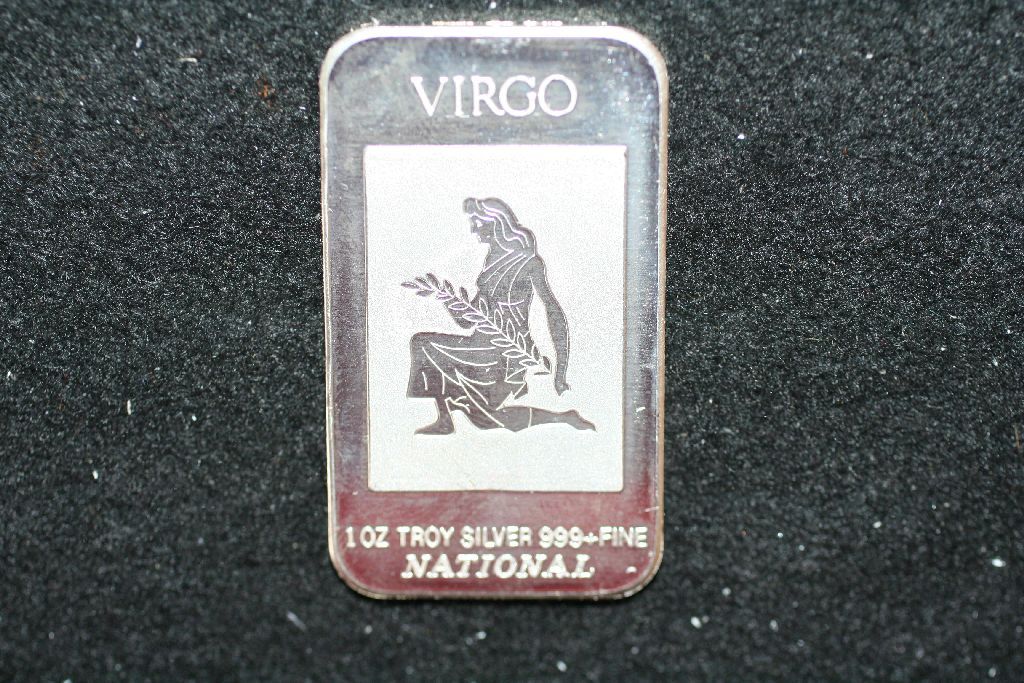 VIRGO
1 OZ TROY SILVER 999+FINE
NATIONAL